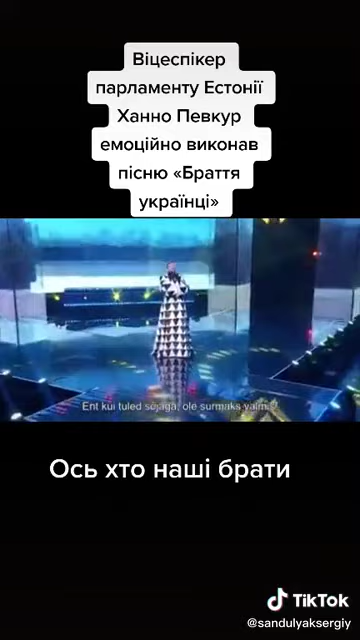 Віцеспікер
парламенту Естонії
Ханно Певкур
емоційно виконав
пісню «Браття
українці»
Ent kui tuled sõjaga, ole surmaks valmis!
Ось хто наші брати
TikTok
@sandulyaksergiy